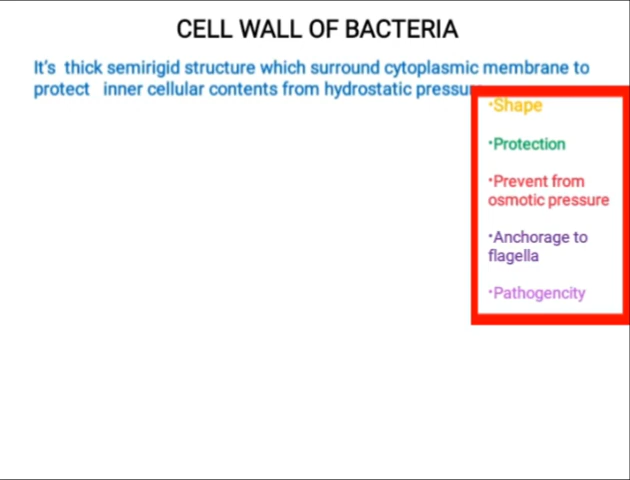 CELL WALL OF BACTERIA
It's thick semirigid structure which surround cytoplasmic membrane to
protect inner cellular contents from hydrostatic pressure
•Shape
•Protection
•Prevent from
osmotic pressure
•Anchorage to
flagella
•Pathogencity